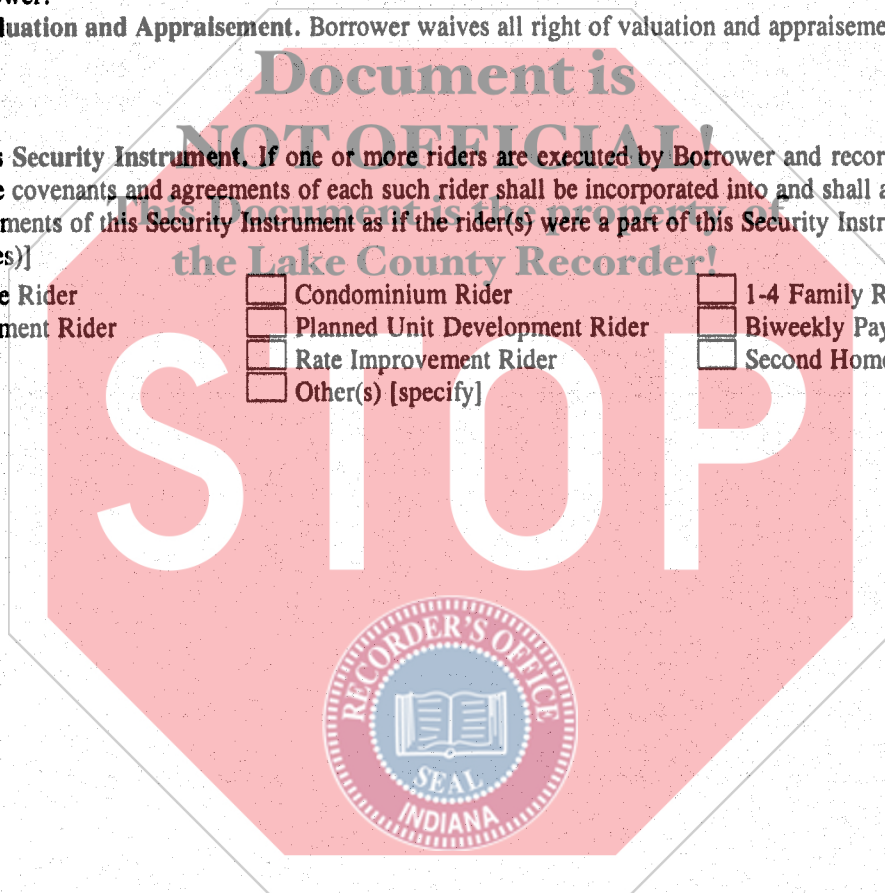 luation and Appraisement. Borrower waives all right of valuation and appraiseme
Document is
NOT OFFICIAL!
s Security Instrument. If one or more riders are executed by Borrower and recor
e covenants and agreements of each such rider shall be incorporated into and shall a
This Document is the property of
ments of this Security Instrument as if the rider(s) were a part of this Security Instr
es)]
the Lake County Recorder!
e Rider
Condominium Rider
1-4 Family R
ment Rider
Planned Unit Development Rider
Biweekly Pay
Rate Improvement Rider
Second Home
Other(s) [specify]
STOP
RECORDER'S OFFICE
SEAL
INDIANA